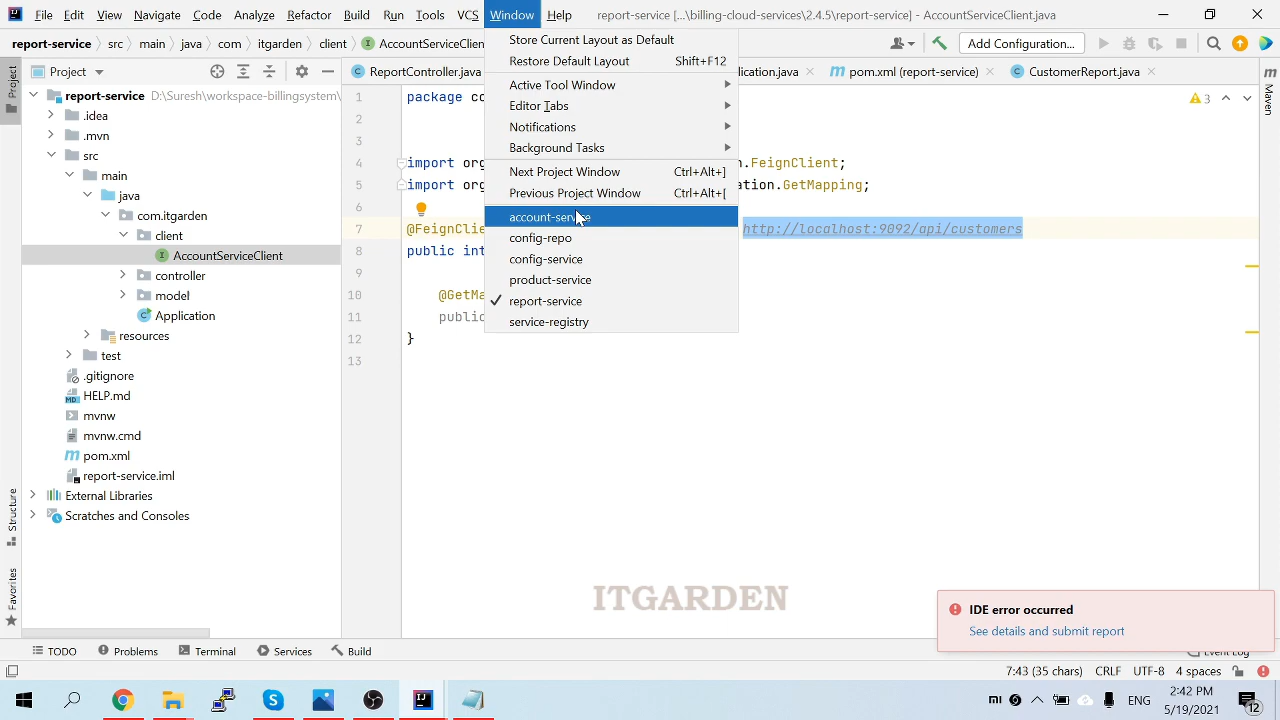 File Edit View Navigate Code Analyze Refactor Build Run Tools VCS Window Help report-service [...\billing-cloud-services\2.4.5\report-service] - AccountServiceClient.java
report-service src main java com itgarden client AccountServiceClien Add Configuration...
Project ReportController.java lication.java pom.xml (report-service) CustomerReport.java
Project
Maven
Structure
Favorites
report-service D:\Suresh\workspace-billingsystem\
.idea
.mvn
src
main
java
com.itgarden
client
AccountServiceClient
controller
model
Application
resources
test
.gitignore
HELP.md
mvnw
mvnw.cmd
pom.xml
report-service.iml
External Libraries
Scratches and Consoles
Store Current Layout as Default
Restore Default Layout Shift+F12
Active Tool Window
Editor Tabs
Notifications
Background Tasks
Next Project Window Ctrl+Alt+]
Previous Project Window Ctrl+Alt+[
account-service
config-repo
config-service
product-service
report-service
service-registry
1 package co
2
3
4 import org n.FeignClient;
5 import org ation.GetMapping;
6
7 @FeignClie http://localhost:9092/api/customers
8 public int
9
10 @GetMa
11 public
12 }
13
3
ITGARDEN
IDE error occurred
See details and submit report
TODO Problems Terminal Services Build Event Log
7:43 (35 chars) CRLF UTF-8 4 spaces
ENG 2:42 PM
5/19/2021
12